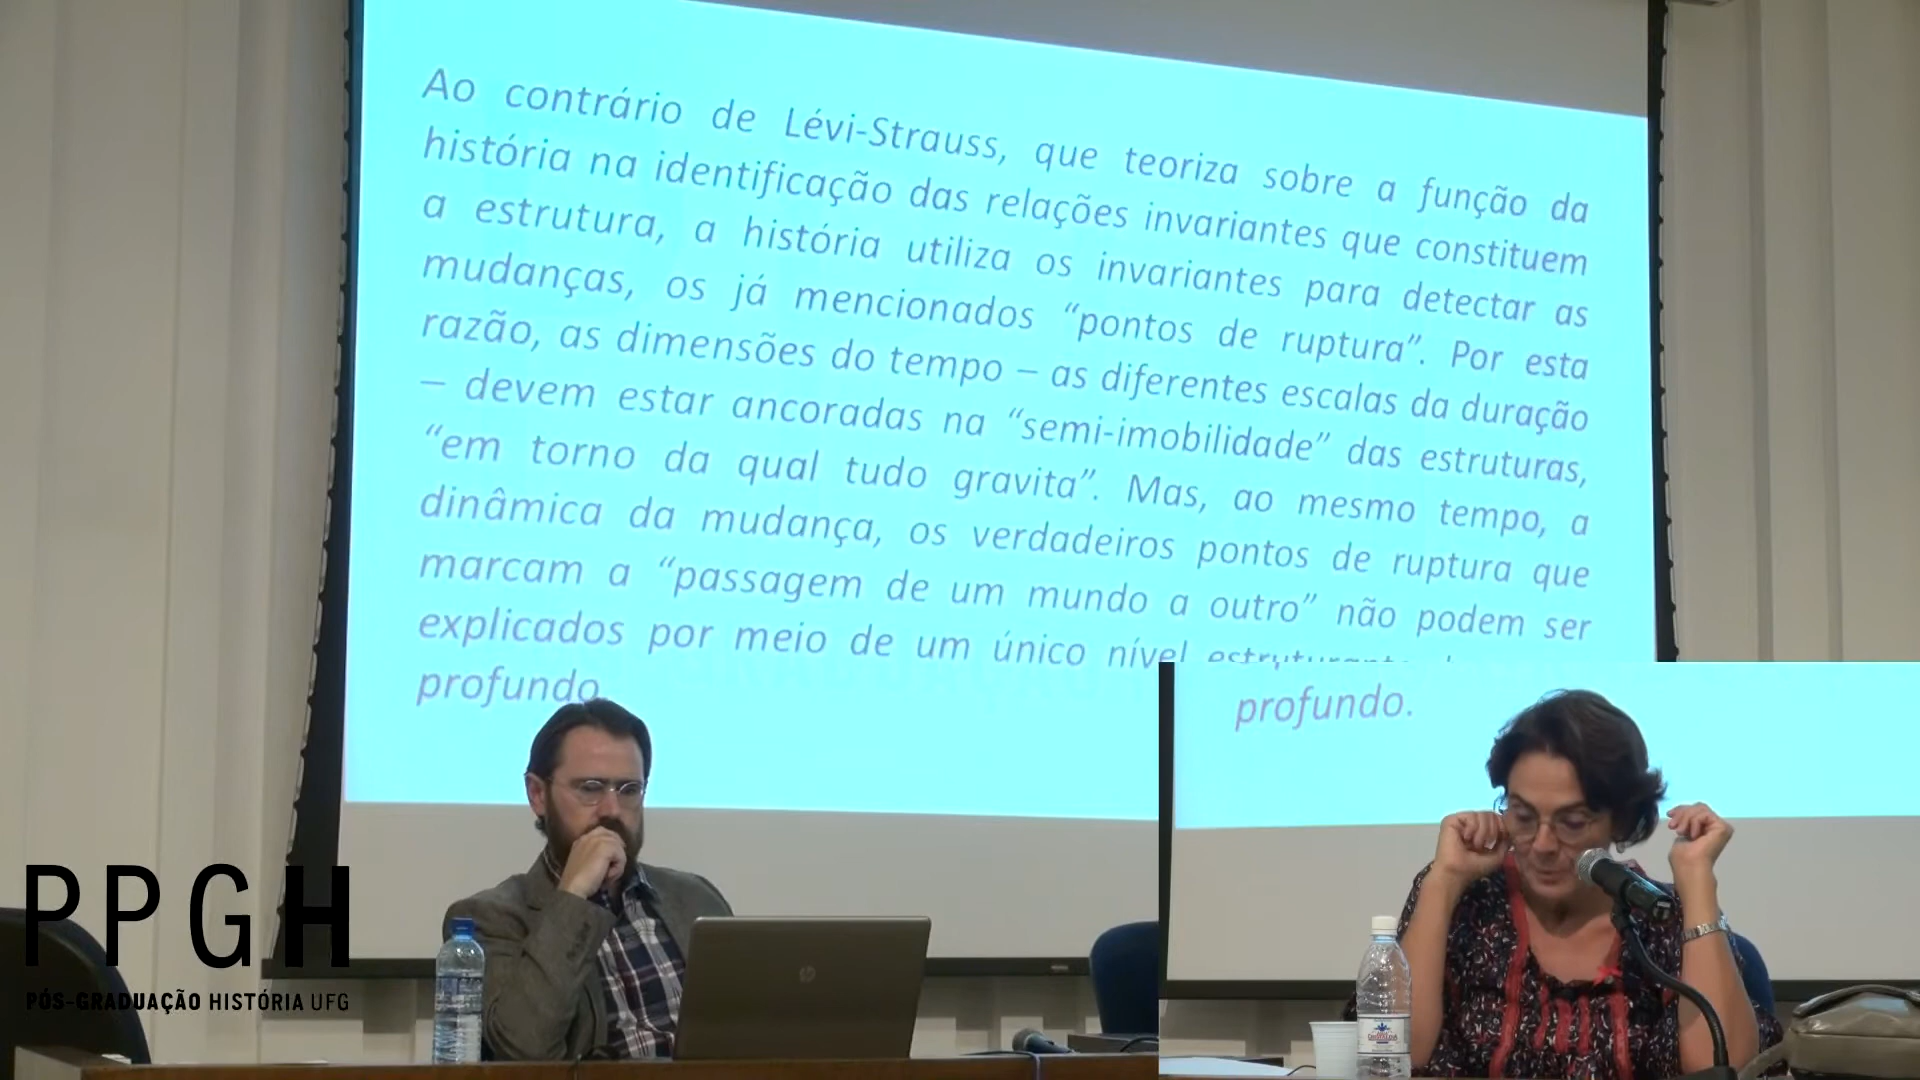 Ao contrário de Lévi-Strauss, que teoriza sobre a função da
história na identificação das relações invariantes que constituem
a estrutura, a história utiliza os invariantes para detectar as
mudanças, os já mencionados “pontos de ruptura”. Por esta
razão, as dimensões do tempo – as diferentes escalas da duração
– devem estar ancoradas na “semi-imobilidade” das estruturas,
“em torno da qual tudo gravita”. Mas, ao mesmo tempo, a
dinâmica da mudança, os verdadeiros pontos de ruptura que
marcam a “passagem de um mundo a outro” não podem ser
explicados por meio de um único nível
profundo.
profundo.
PPGH
PÓS-GRADUAÇÃO HISTÓRIA UFG
hp